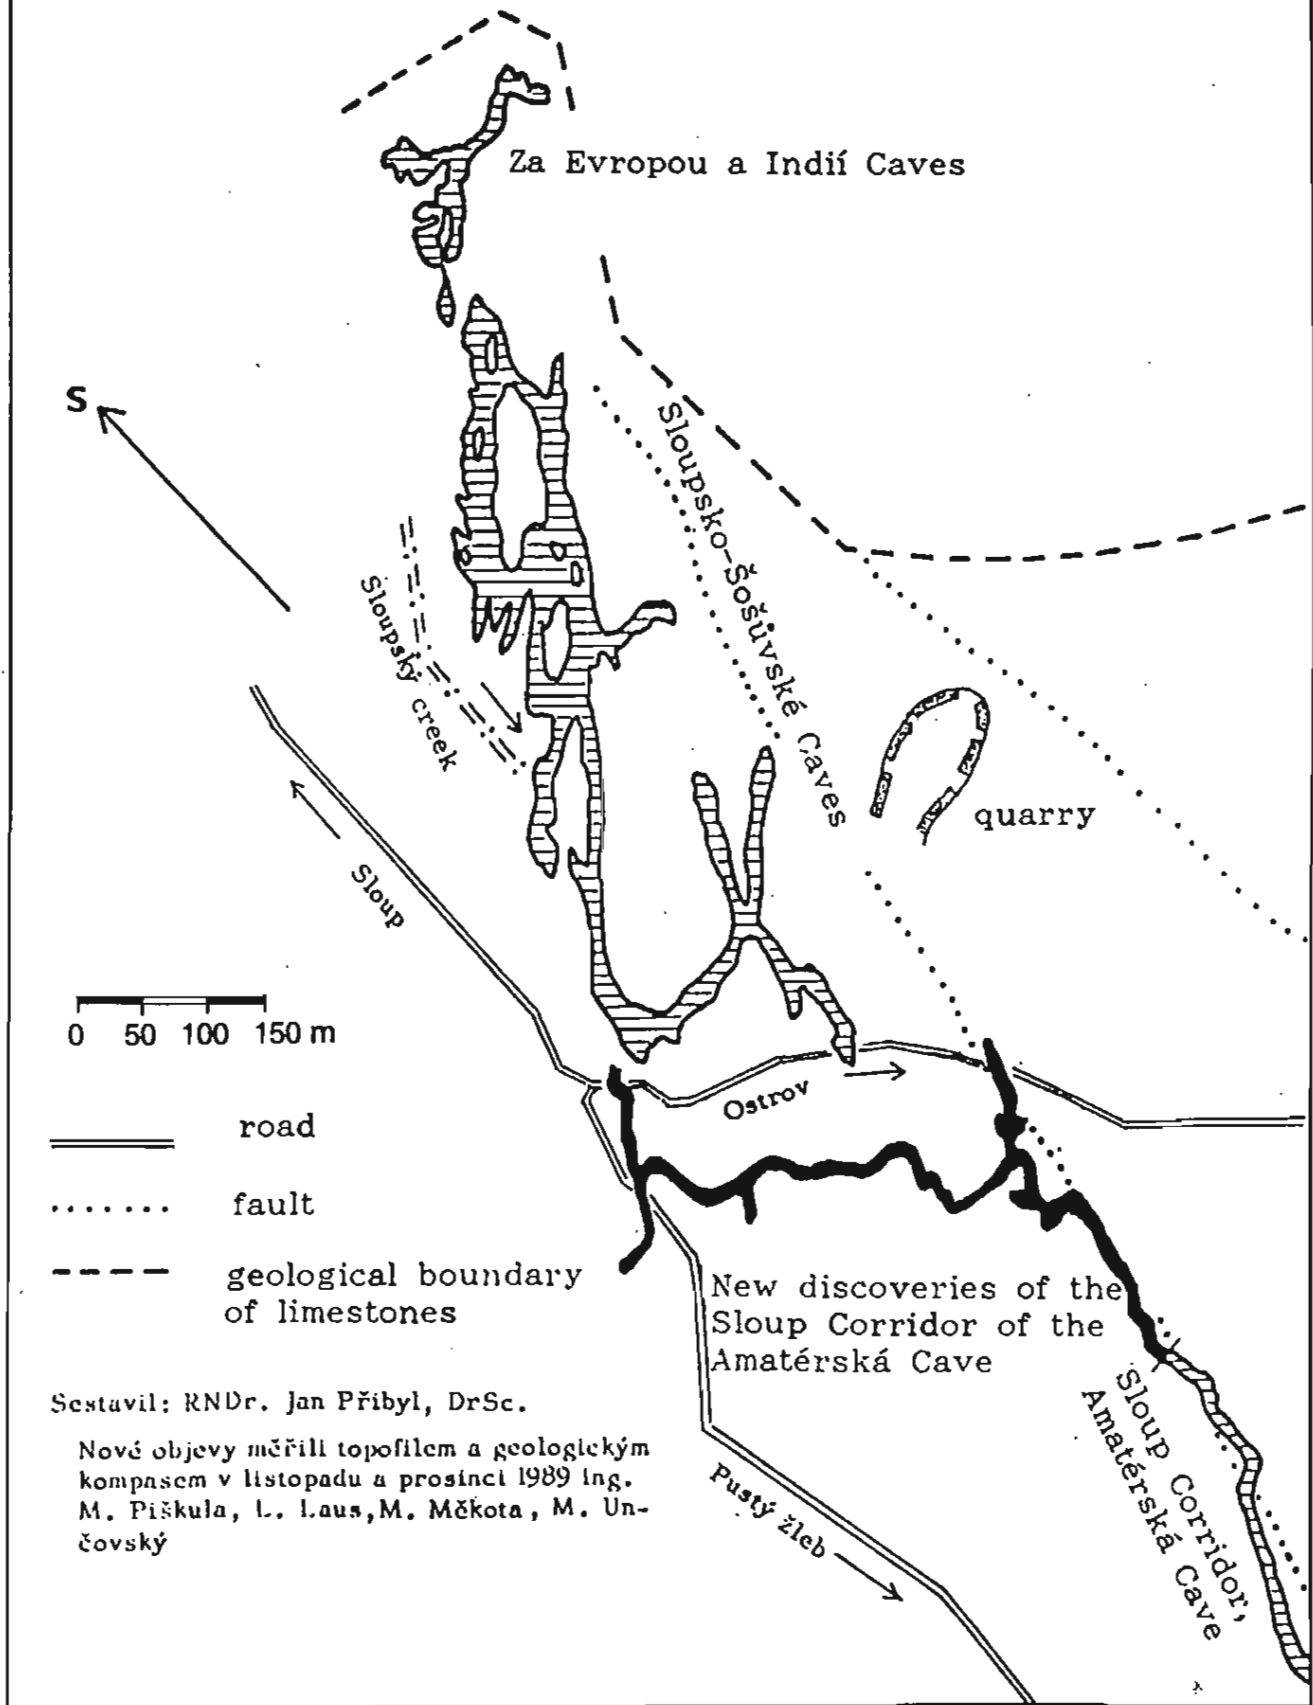 Za Evropou a Indií Caves
S
Sloupsko-Šošůvské Caves
Sloupský creek
quarry
Sloup
0 50 100 150 m
Ostrov
road
fault
geological boundary
of limestones
New discoveries of the
Sloup Corridor of the
Amatérská Cave
Sloup Corridor,
Amatérská Cave
Pustý žleb
Sestavil: RNDr. Jan Přibyl, DrSc.
Nové objevy měřili topofilem a geologickým
kompasem v listopadu a prosinci 1989 ing.
M. Piškula, L. Laus, M. Měkota, M. Un-
čovský